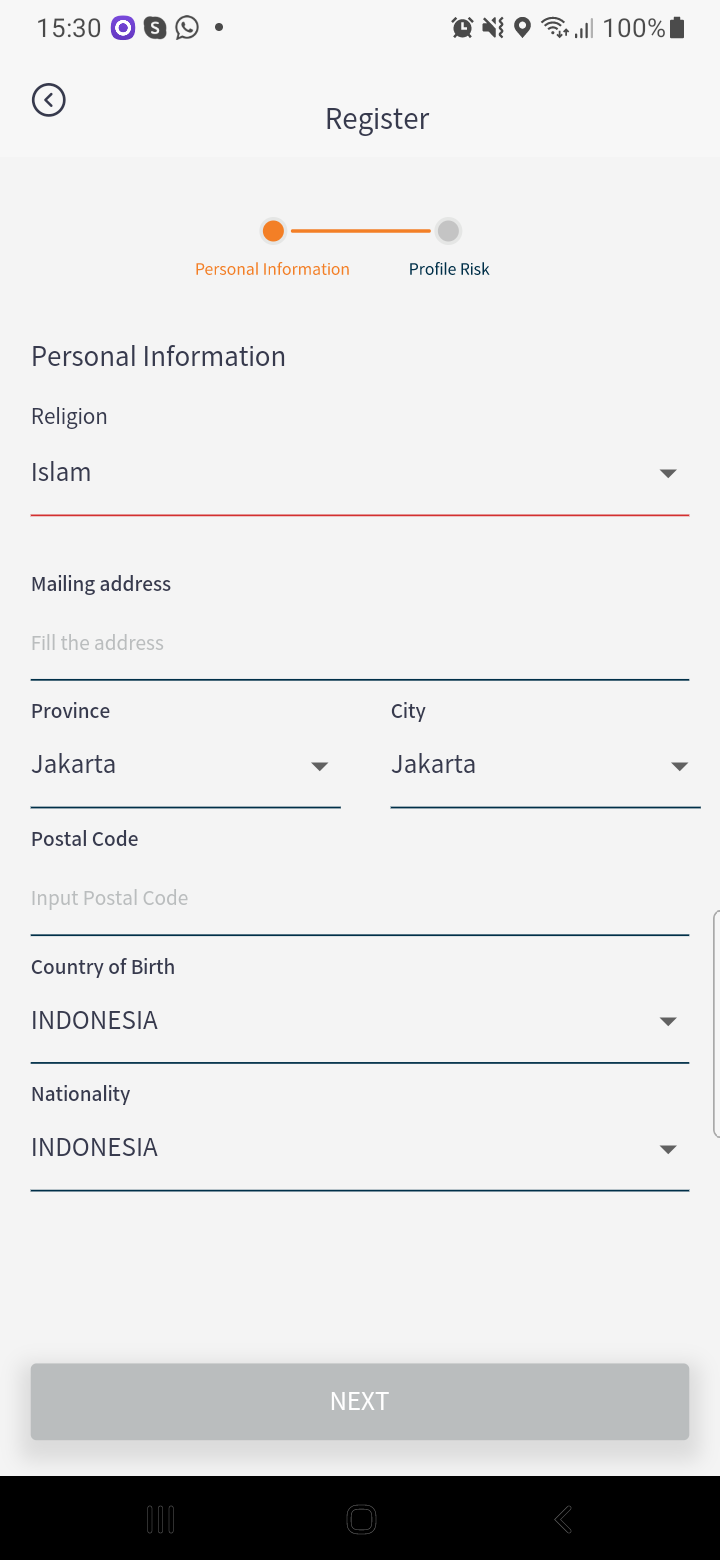 15:30
100%
Register
Personal Information
Profile Risk
Personal Information
Religion
Islam
Mailing address
Fill the address
Province
City
Jakarta
Jakarta
Postal Code
Input Postal Code
Country of Birth
INDONESIA
Nationality
INDONESIA
NEXT